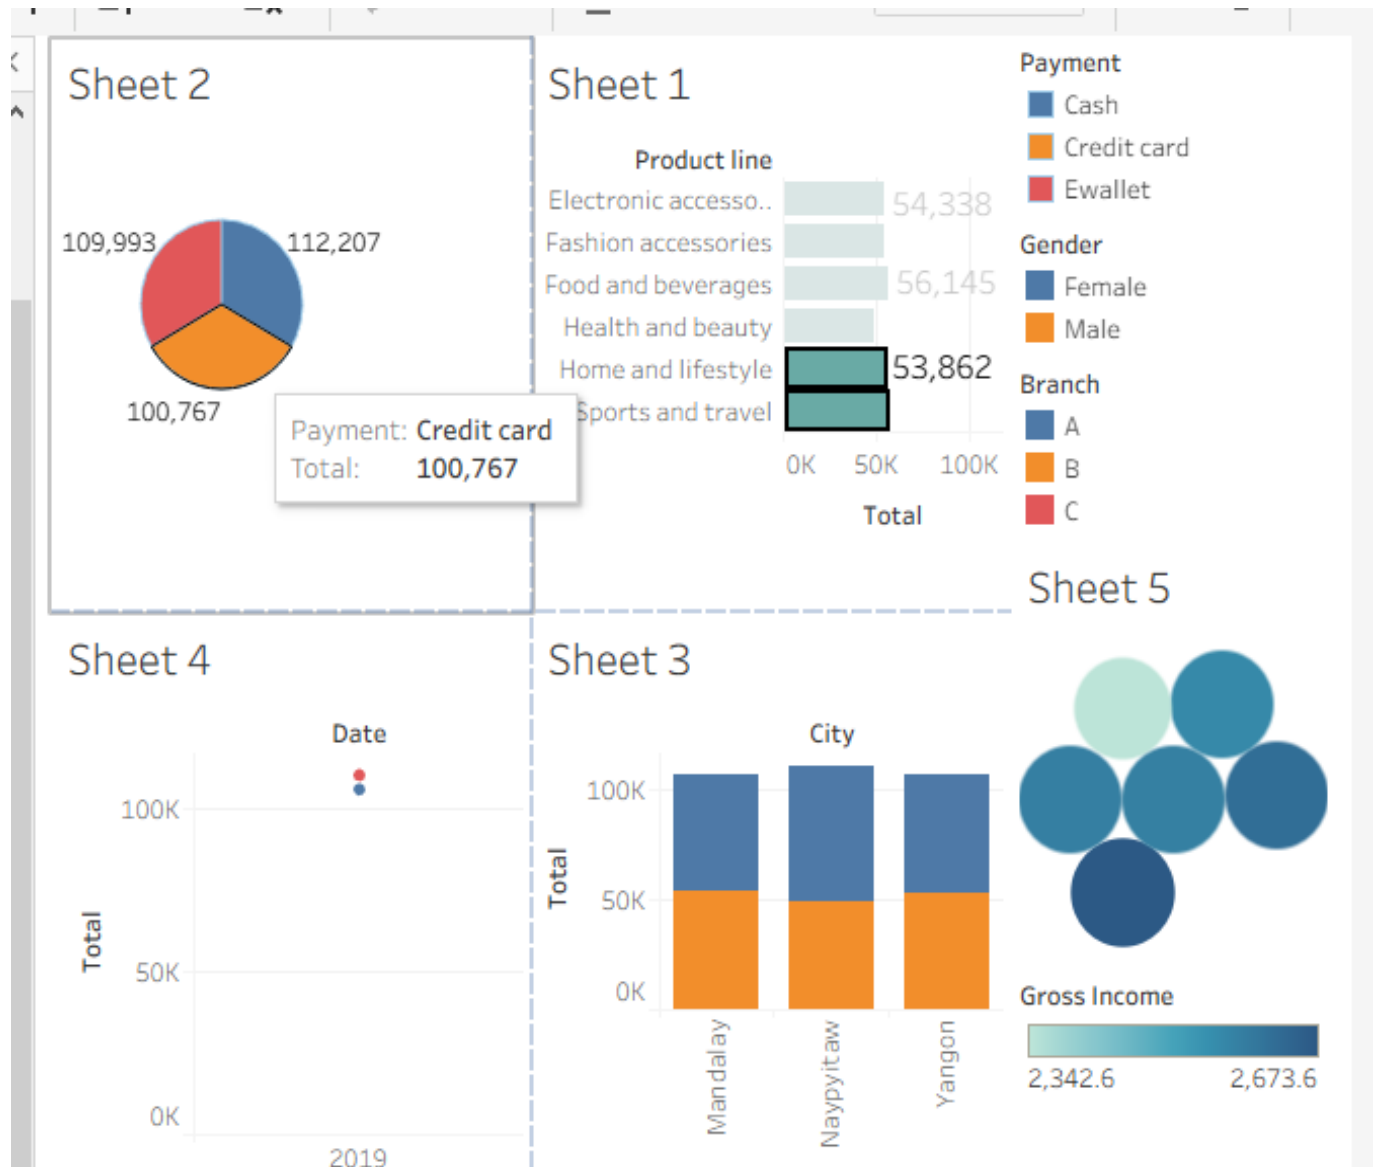 Sheet 2
109,993
112,207
100,767
Payment: Credit card
Total: 100,767
Sheet 1
Product line
Electronic accesso..
54,338
Fashion accessories
Food and beverages
56,145
Health and beauty
Home and lifestyle
53,862
Sports and travel
0K 50K 100K
Total
Payment
Cash
Credit card
Ewallet
Gender
Female
Male
Branch
A
B
C
Sheet 4
Date
100K
50K
0K
Total
2019
Sheet 3
City
100K
50K
0K
Total
Mandalay
Naypyitaw
Yangon
Sheet 5
Gross Income
2,342.6 2,673.6